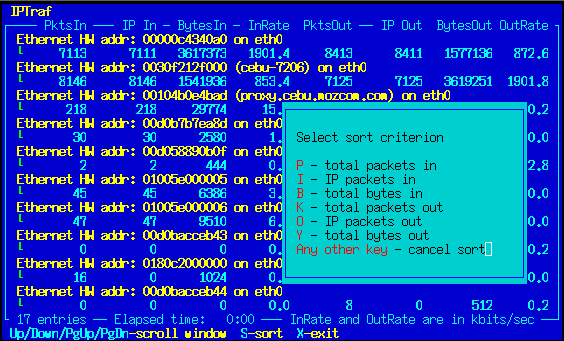 IPTraf
PktsIn IP In BytesIn InRate PktsOut IP Out BytesOut OutRate
Ethernet HW addr: 00000c4340a0 on eth0
7113 7111 3617373 1901.4 8413 8411 1577136 872.6
Ethernet HW addr: 0030f212f000 (cebu-7206) on eth0
8146 8146 1541936 853.4 7125 7125 3619251 1901.8
Ethernet HW addr: 00104b0e4bad (proxy.cebu.mozcom.com) on eth0
218 218 29774 15. 0.2
Ethernet HW addr: 00d0b7b7ea8d on eth0
30 30 2580 1. 0.0
Ethernet HW addr: 00d058890b0f on eth0
2 2 444 0. 2.8
Ethernet HW addr: 01005e000005 on eth0
45 45 6386 3. 0.0
Ethernet HW addr: 01005e000006 on eth0
47 47 9510 6. 0.0
Ethernet HW addr: 00d0bacceb43 on eth0
0 0 0 0. 0.2
Ethernet HW addr: 0180c2000000 on eth0
16 0 1024 0. 0.0
Ethernet HW addr: 00d0bacceb44 on eth0
0 0 0 0.0 8 0 512 0.2
Select sort criterion
P - total packets in
I - IP packets in
B - total bytes in
K - total packets out
O - IP packets out
Y - total bytes out
Any other key - cancel sort
17 entries Elapsed time: 0:00 InRate and OutRate are in kbits/sec
Up/Down/PgUp/PgDn-scroll window S-sort X-exit